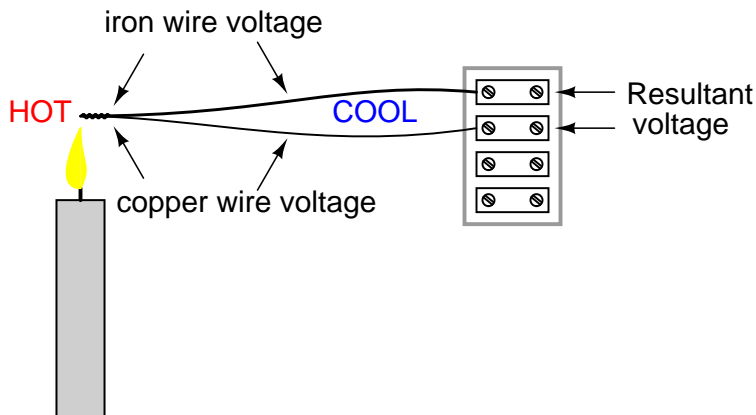 iron wire voltage
HOT
COOL
Resultant
voltage
copper wire voltage